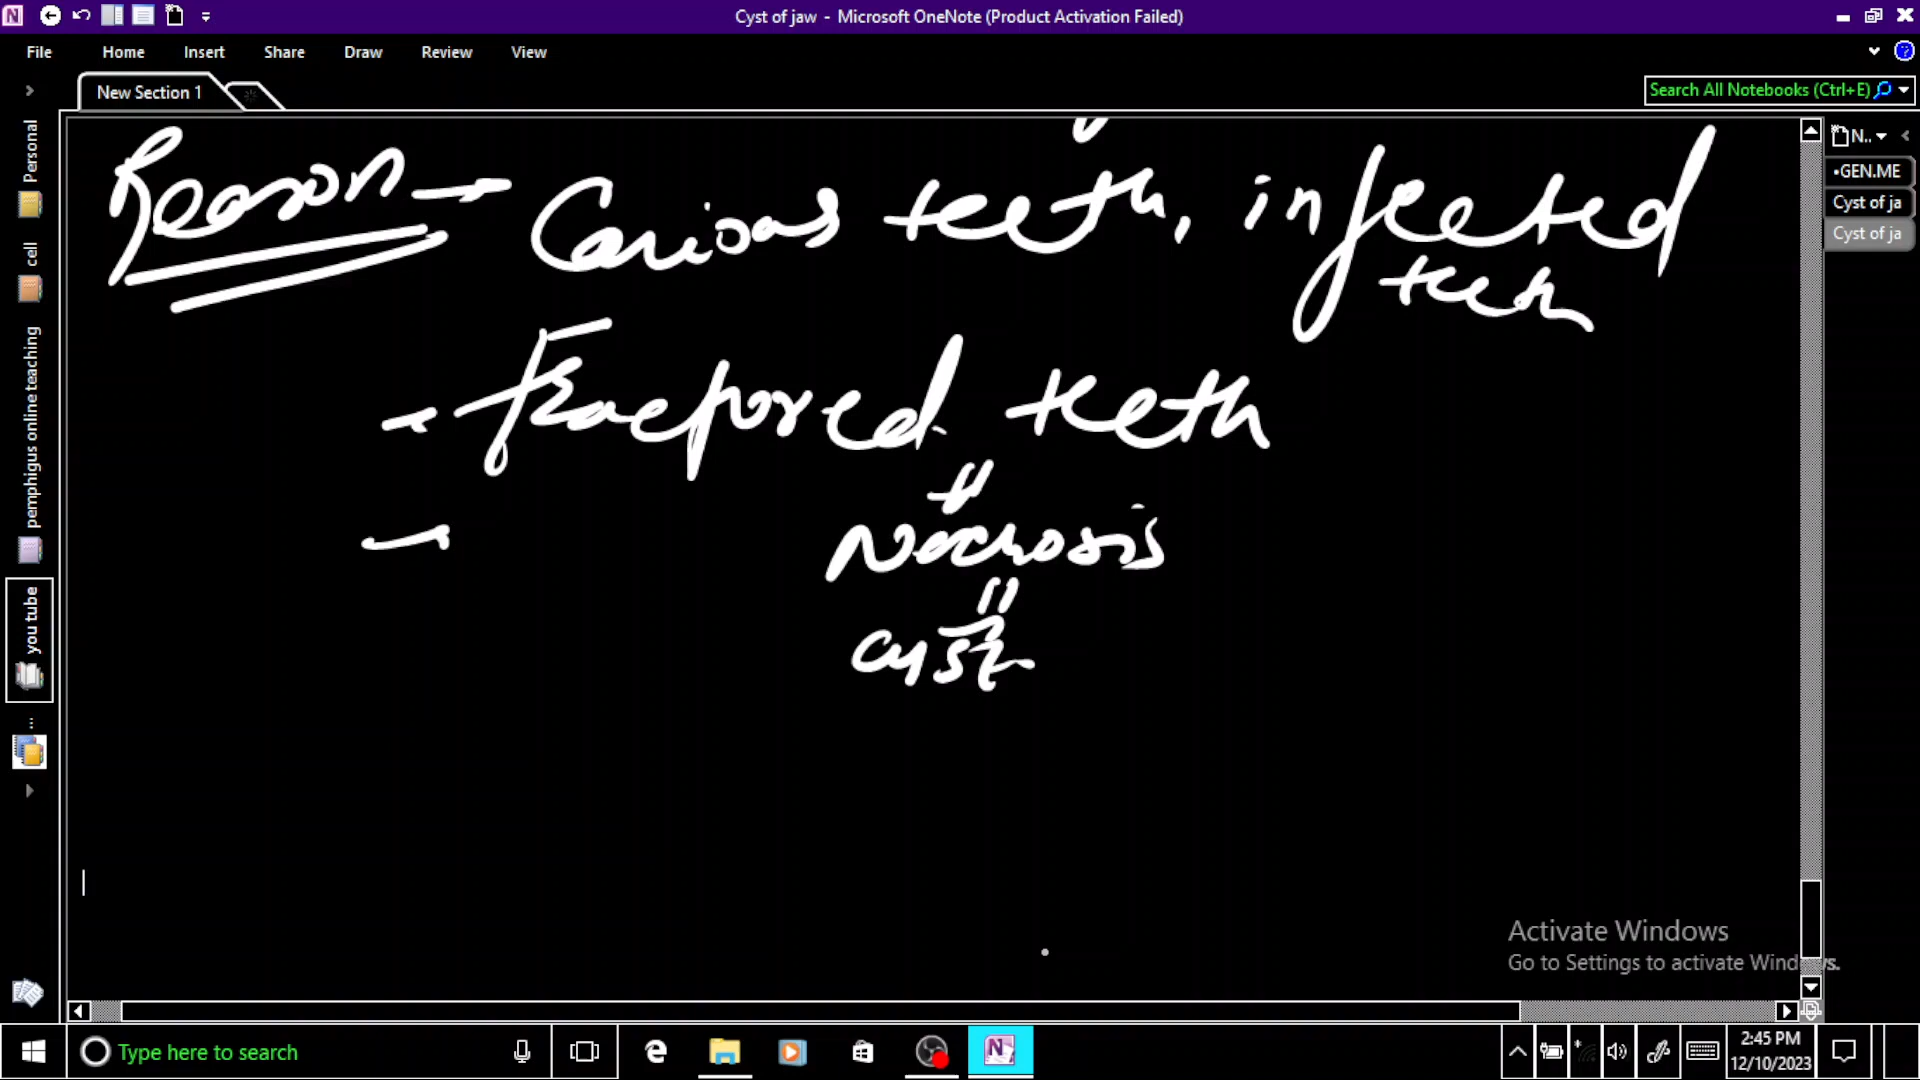 Cyst of jaw - Microsoft OneNote (Product Activation Failed)
File Home Insert Share Draw Review View
New Section 1
Search All Notebooks (Ctrl+E)
N..
•GEN.ME
Cyst of ja
Cyst of ja
Personal
cell
pemphigus online teaching
you tube
...
Reason → Carious teeth, infected
teeth
→ Fractured teeth
Necrosis
→
Cyst
Activate Windows
Go to Settings to activate Windows.
Type here to search
2:45 PM
12/10/2023